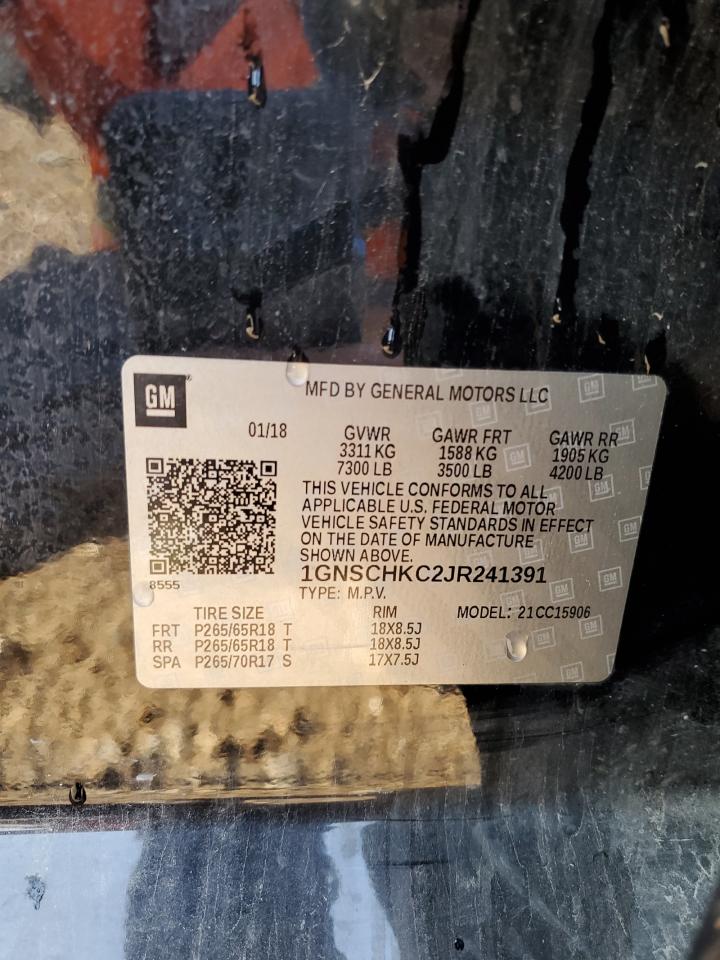 GM
MFD BY GENERAL MOTORS LLC
01/18 GVWR GAWR FRT GAWR RR
3311 KG 1588 KG 1905 KG
7300 LB 3500 LB 4200 LB
THIS VEHICLE CONFORMS TO ALL
APPLICABLE U.S. FEDERAL MOTOR
VEHICLE SAFETY STANDARDS IN EFFECT
ON THE DATE OF MANUFACTURE
SHOWN ABOVE.
8555
1GNSCHKC2JR241391
TYPE: M.P.V.
TIRE SIZE RIM MODEL: 21CC15906
FRT P265/65R18 T 18X8.5J
RR P265/65R18 T 18X8.5J
SPA P265/70R17 S 17X7.5J